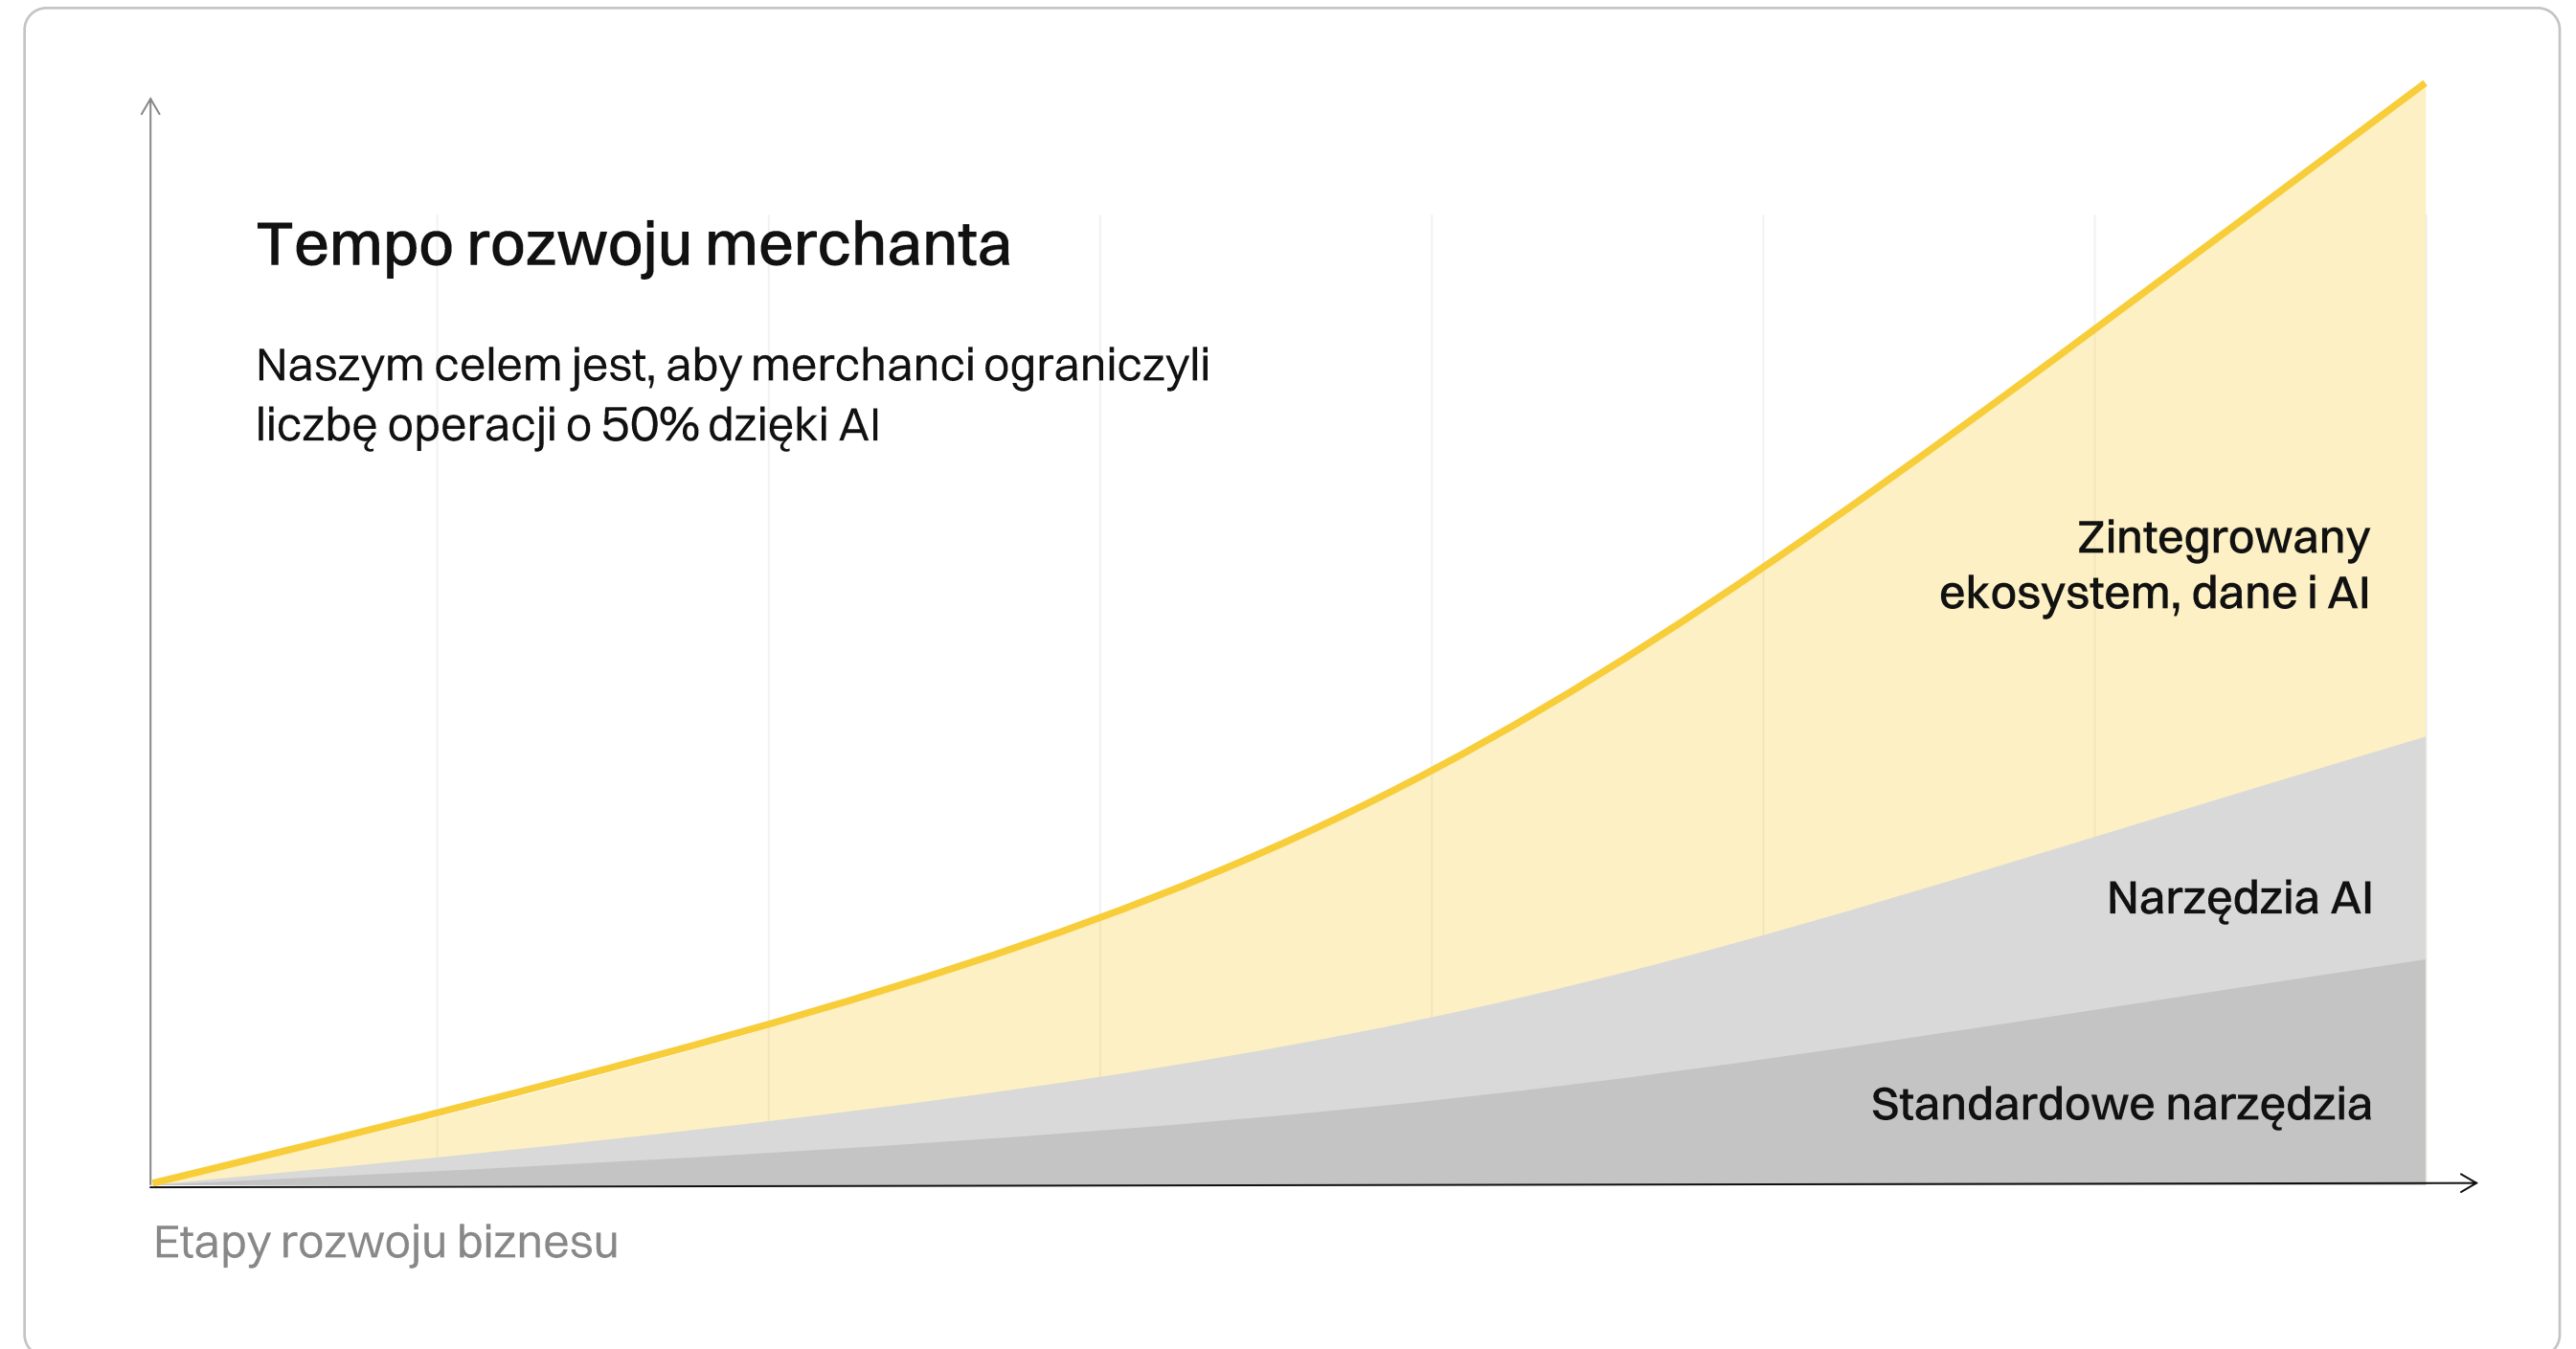 Tempo rozwoju merchanta
Naszym celem jest, aby merchanci ograniczyli
liczbę operacji o 50% dzięki AI
Zintegrowany
ekosystem, dane i AI
Narzędzia AI
Standardowe narzędzia
Etapy rozwoju biznesu